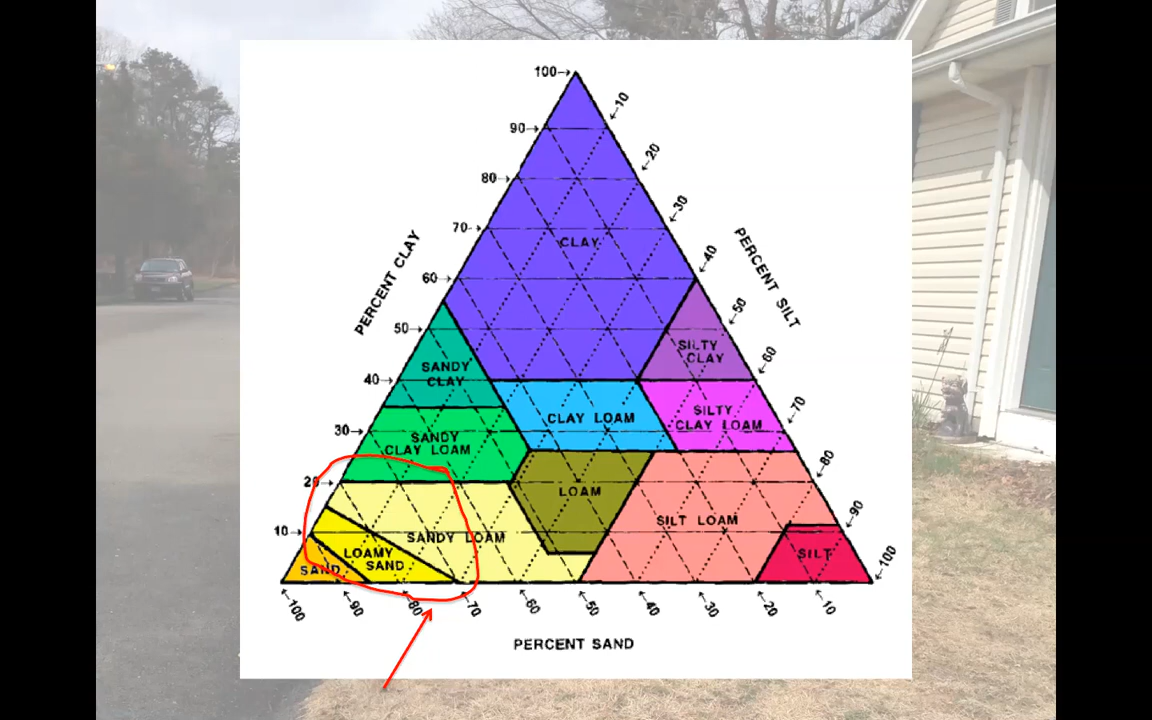 100→
←10
90→
←20
80→
←30
70→
CLAY
←40
60→
PERCENT CLAY
PERCENT SILT
←50
50→
SILTY
CLAY
←60
SANDY
CLAY
40→
←70
CLAY LOAM
SILTY
CLAY LOAM
30→
SANDY
CLAY LOAM
←80
20
LOAM
←90
SILT LOAM
10→
SANDY LOAM
LOAMY
SAND
SILT
←100
SAND
←100
←90
←80
←70
←60
←50
←40
←30
←20
←10
PERCENT SAND